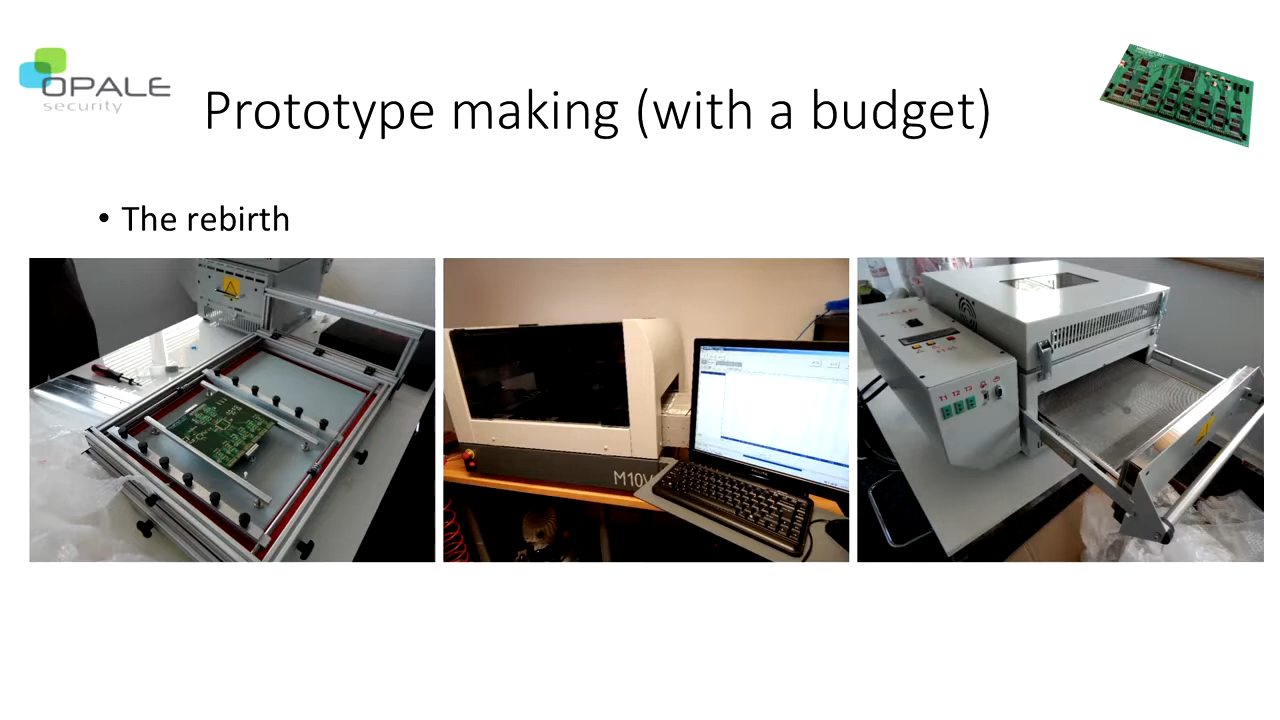 OPALE
security
Prototype making (with a budget)
• The rebirth
M10V
T1 T2 T3